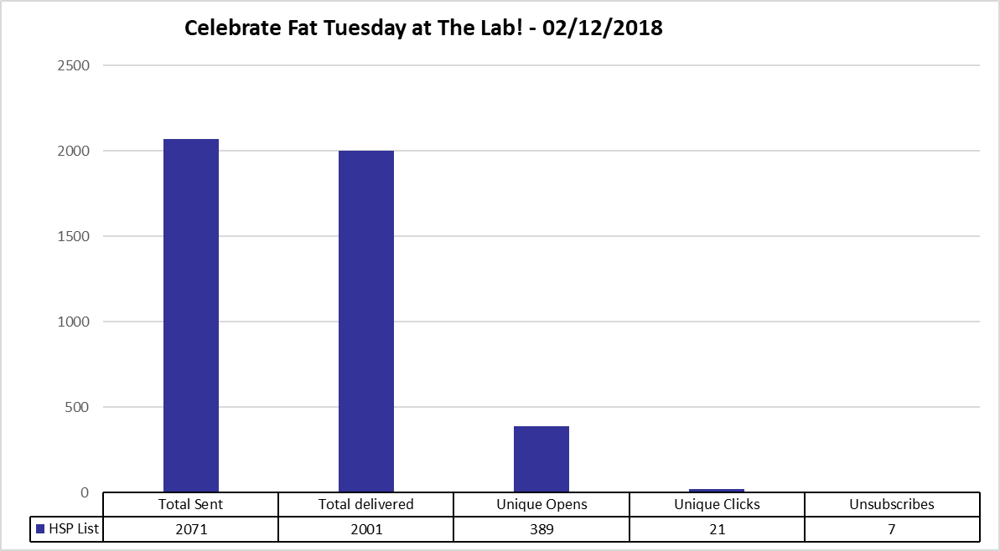 Celebrate Fat Tuesday at The Lab! - 02/12/2018
2500
2000
1500
1000
500
0
Total Sent Total delivered Unique Opens Unique Clicks Unsubscribes
HSP List 2071 2001 389 21 7